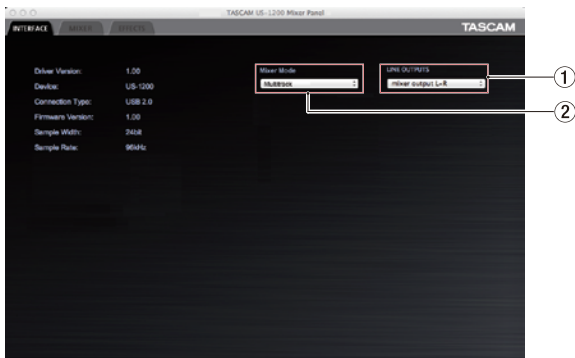 TASCAM US-1200 Mixer Panel
INTERFACE MIXER EFFECTS TASCAM
Driver Version: 1.00
Device: US-1200
Connection Type: USB 2.0
Firmware Version: 1.00
Sample Width: 24bit
Sample Rate: 96kHz
Mixer Mode
Multitrack
LINE OUTPUTS
mixer output L-R
1
2